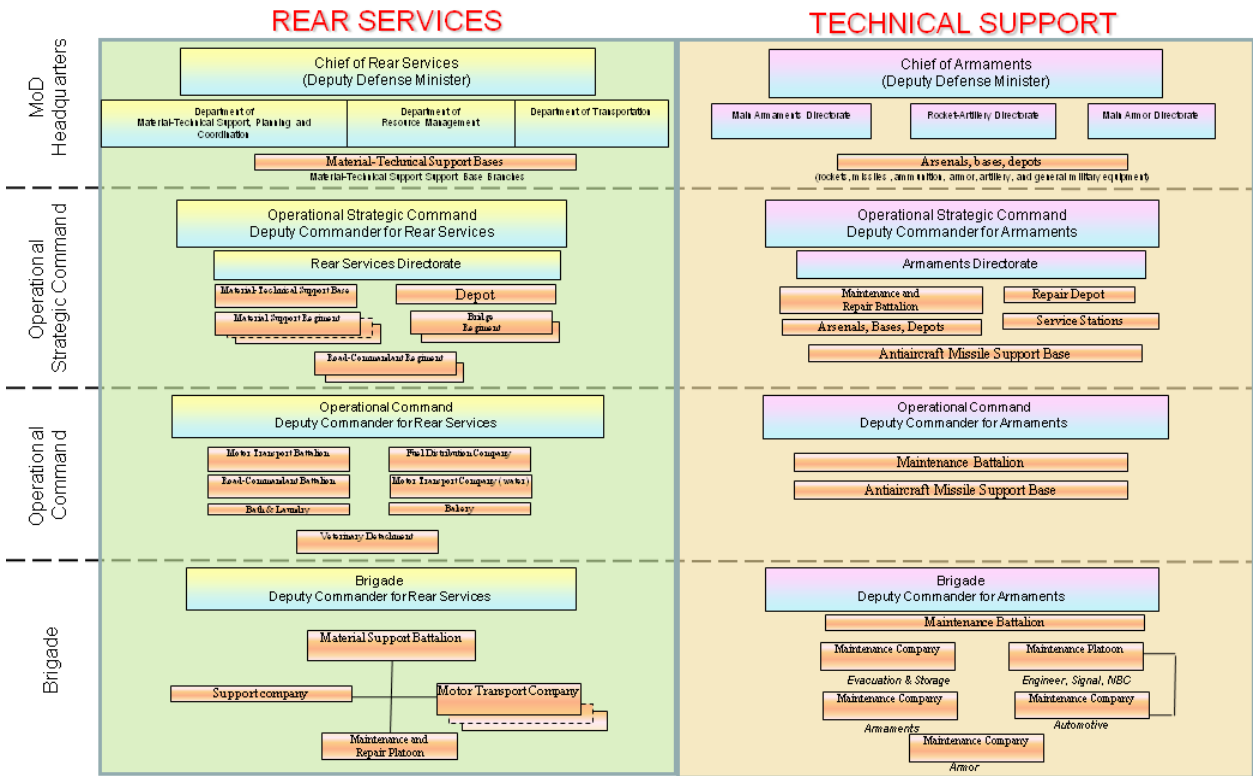 REAR SERVICES
TECHNICAL SUPPORT
MoD
Headquarters
Chief of Rear Services
(Deputy Defense Minister)
Department of
Material-Technical Support, Planning and
Coordination
Department of
Resource Management
Department of Transportation
Material-Technical Support Bases
Material-Technical Support Support Base Branches
Chief of Armaments
(Deputy Defense Minister)
Main Armaments Directorate
Rocket-Artillery Directorate
Main Armor Directorate
Arsenals, bases, depots
(rockets, missiles, ammunition, armor, artillery, and general military equipment)
Operational
Strategic Command
Operational Strategic Command
Deputy Commander for Rear Services
Rear Services Directorate
Material-Technical Support Base
Depot
Material Support Regiment
Bridge
Regiment
Road-Commandant Regiment
Operational Strategic Command
Deputy Commander for Armaments
Armaments Directorate
Maintenance and
Repair Battalion
Repair Depot
Arsenals, Bases, Depots
Service Stations
Antiaircraft Missile Support Base
Operational
Command
Operational Command
Deputy Commander for Rear Services
Motor Transport Battalion
Fuel Distribution Company
Road-Commandant Battalion
Motor Transport Company (water)
Bath & Laundry
Bakery
Veterinary Detachment
Operational Command
Deputy Commander for Armaments
Maintenance Battalion
Antiaircraft Missile Support Base
Brigade
Brigade
Deputy Commander for Rear Services
Material Support Battalion
Support company
Motor Transport Company
Maintenance and
Repair Platoon
Brigade
Deputy Commander for Armaments
Maintenance Battalion
Maintenance Company
Evacuation & Storage
Maintenance Platoon
Engineer, Signal, NBC
Maintenance Company
Armaments
Maintenance Company
Automotive
Maintenance Company
Armor